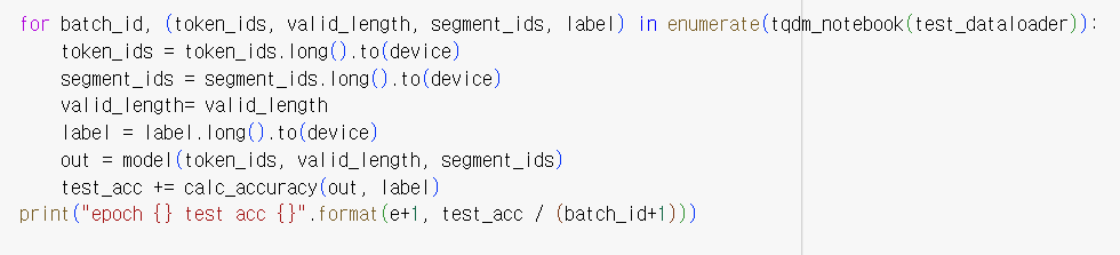 for batch_id, (token_ids, valid_length, segment_ids, label) in enumerate(tqdm_notebook(test_dataloader)):
    token_ids = token_ids.long().to(device)
    segment_ids = segment_ids.long().to(device)
    valid_length= valid_length
    label = label.long().to(device)
    out = model(token_ids, valid_length, segment_ids)
    test_acc += calc_accuracy(out, label)
print("epoch {} test acc {}".format(e+1, test_acc / (batch_id+1)))